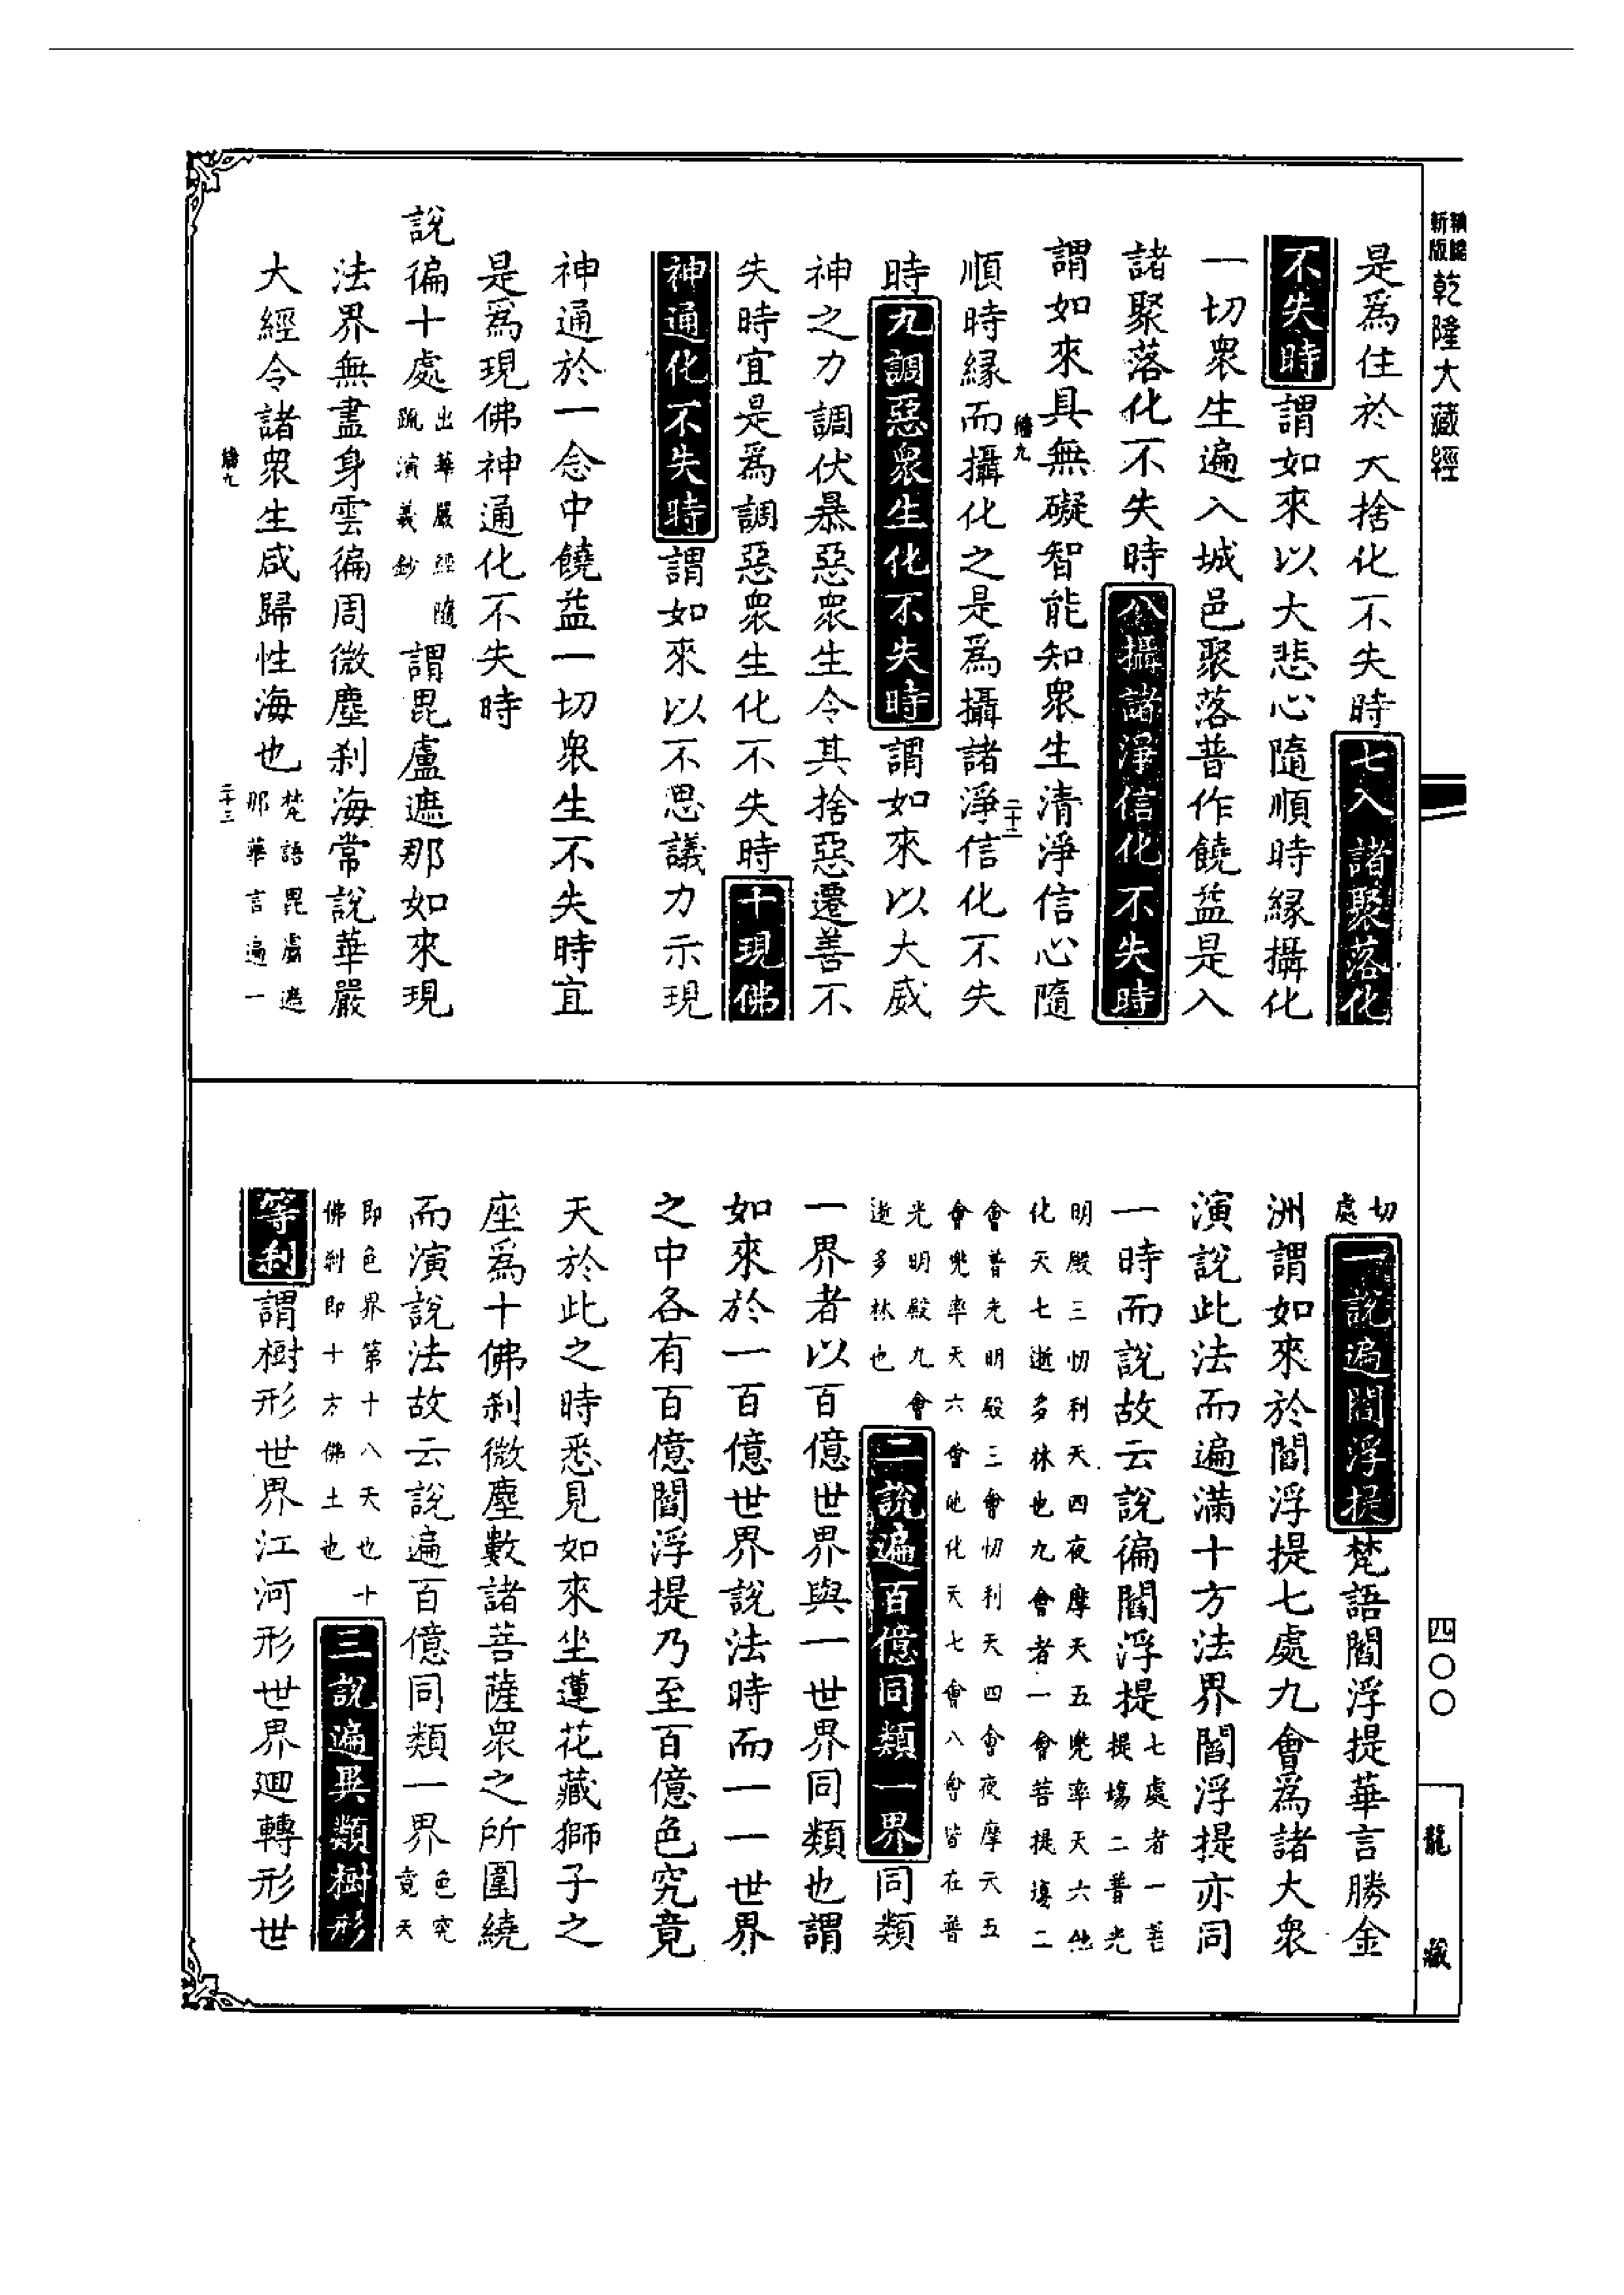 乾隆大藏經
是爲住於大捨化不失時七入諸聚落化
不失時謂如來以大悲心隨順時緣攝化
一切衆生遍入城邑聚落普作饒益是入
諸聚落化不失時八攝諸淨信化不失時
謂如來具無礙智能知衆生清淨信心隨
順時緣而攝化之是爲攝諸淨信化不失
時九調惡衆生化不失時謂如來以大威
神之力調伏暴惡衆生令其捨惡遷善不
失時宜是爲調惡衆生化不失時十現佛
神通化不失時謂如來以不思議力示現
神通於一念中饒益一切衆生不失時宜
是爲現佛神通化不失時
說徧十處出華嚴經隨疏演義鈔謂毘盧遮那如來現
法界無盡身雲徧周微塵刹海常說華嚴
大經令諸衆生咸歸性海也梵語毘盧遮那華言遍一
二十三
切處一說遍閻浮提梵語閻浮提華言勝金
洲謂如來於閻浮提七處九會爲諸大衆
演說此法而遍滿十方法界閻浮提亦同
一時而說故云說徧閻浮提七處者一菩提場二普光
明殿三忉利天四夜摩天五兜率天六他化天七逝多林也九會者一會菩提場二
會普光明殿三會忉利天四會夜摩天五會兜率天六會他化天七會八會皆在普
光明殿九會逝多林也二說遍百億同類一界同類
一界者以百億世界與一世界同類也謂
如來於一百億世界說法時而一一世界
之中各有百億閻浮提乃至百億色究竟
天於此之時悉見如來坐蓮花藏獅子之
座爲十佛刹微塵數諸菩薩衆之所圍繞
而演說法故云說遍百億同類一界色究竟天
即色界第十八天也十佛刹即十方佛土也三說遍異類樹形
等刹謂樹形世界江河形世界迴轉形世
四〇〇
龍藏